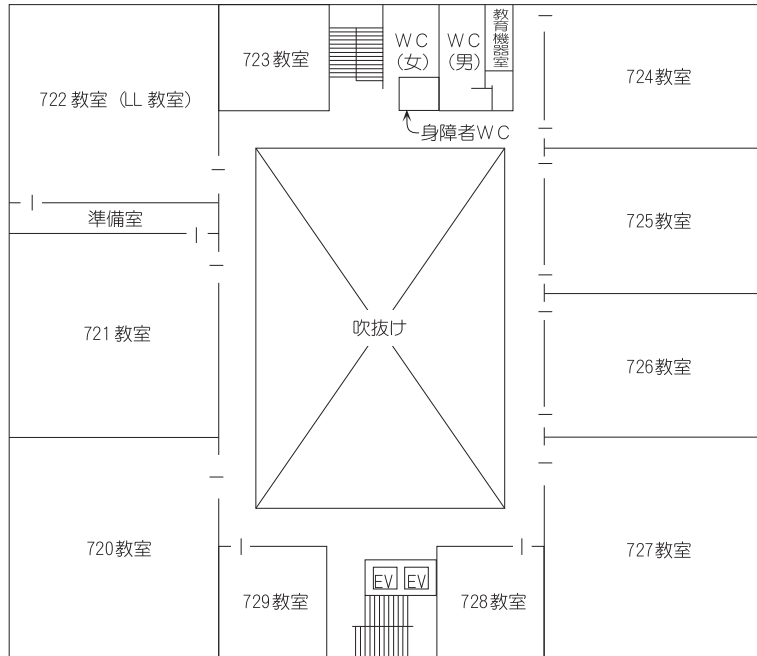 723教室
WC
(女)
WC
(男)
教育機器室
724教室
722教室（LL教室）
身障者WC
準備室
725教室
721教室
吹抜け
726教室
720教室
727教室
729教室
EV
EV
728教室